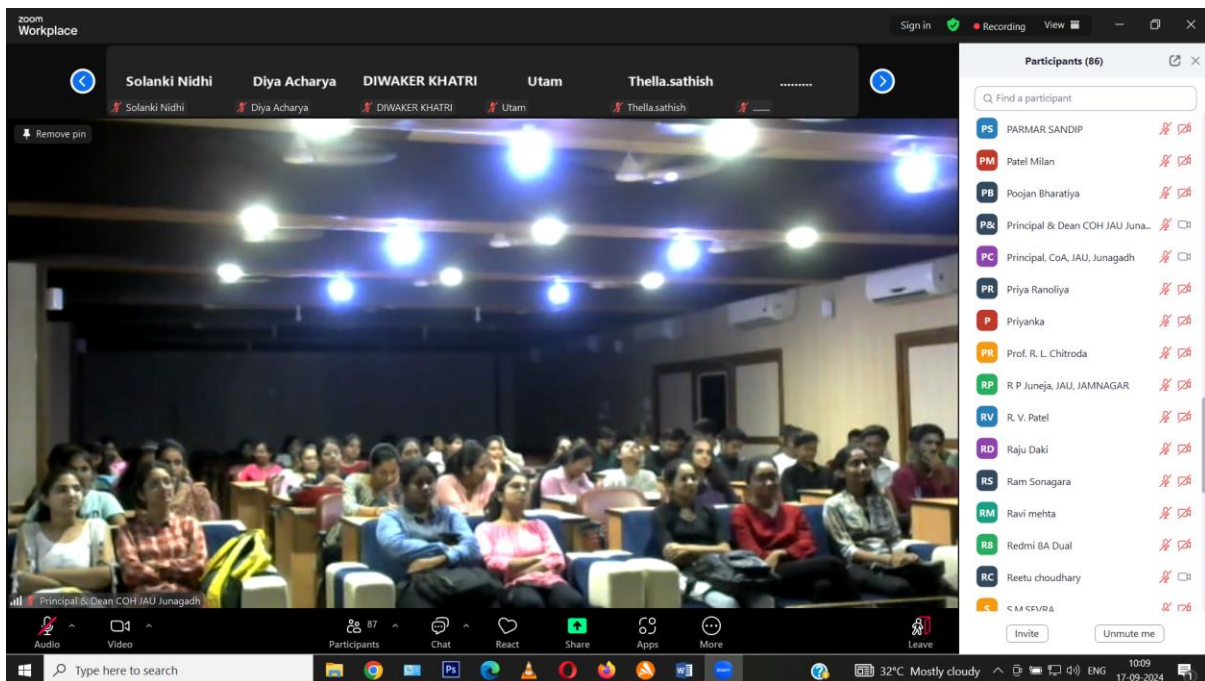 zoom
Workplace
Sign in
Recording
View
Solanki Nidhi
Diya Acharya
DIWAKER KHATRI
Utam
Thella.sathish
.........
Solanki Nidhi
Diya Acharya
DIWAKER KHATRI
Utam
Thella.sathish
Remove pin
Principal & Dean COH JAU Junagadh
Participants (86)
Find a participant
PS PARMAR SANDIP
PM Patel Milan
PB Poojan Bharatiya
P& Principal & Dean COH JAU Juna...
PC Principal, CoA, JAU, Junagadh
PR Priya Ranoliya
P Priyanka
PR Prof. R. L. Chitroda
RP R P Juneja, JAU, JAMNAGAR
RV R. V. Patel
RD Raju Daki
RS Ram Sonagara
RM Ravi mehta
R8 Redmi 8A Dual
RC Reetu choudhary
S S M SEVRA
Invite
Unmute me
Audio
Video
87
Participants
Chat
React
Share
Apps
More
Leave
Type here to search
Ps
32°C Mostly cloudy
ENG
10:09
17-09-2024